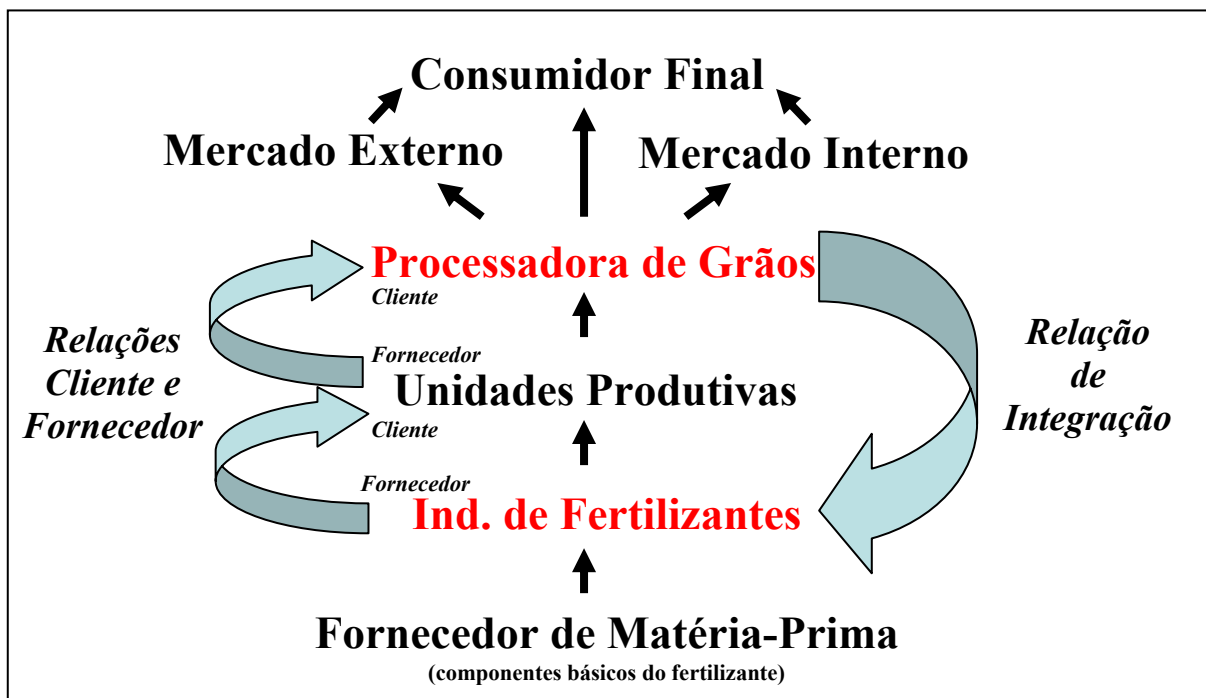 Consumidor Final
Mercado Externo
Mercado Interno
Processadora de Grãos
Cliente
Relações
Cliente e
Fornecedor
Fornecedor
Unidades Produtivas
Cliente
Relação
de
Integração
Fornecedor
Ind. de Fertilizantes
Fornecedor de Matéria-Prima
(componentes básicos do fertilizante)